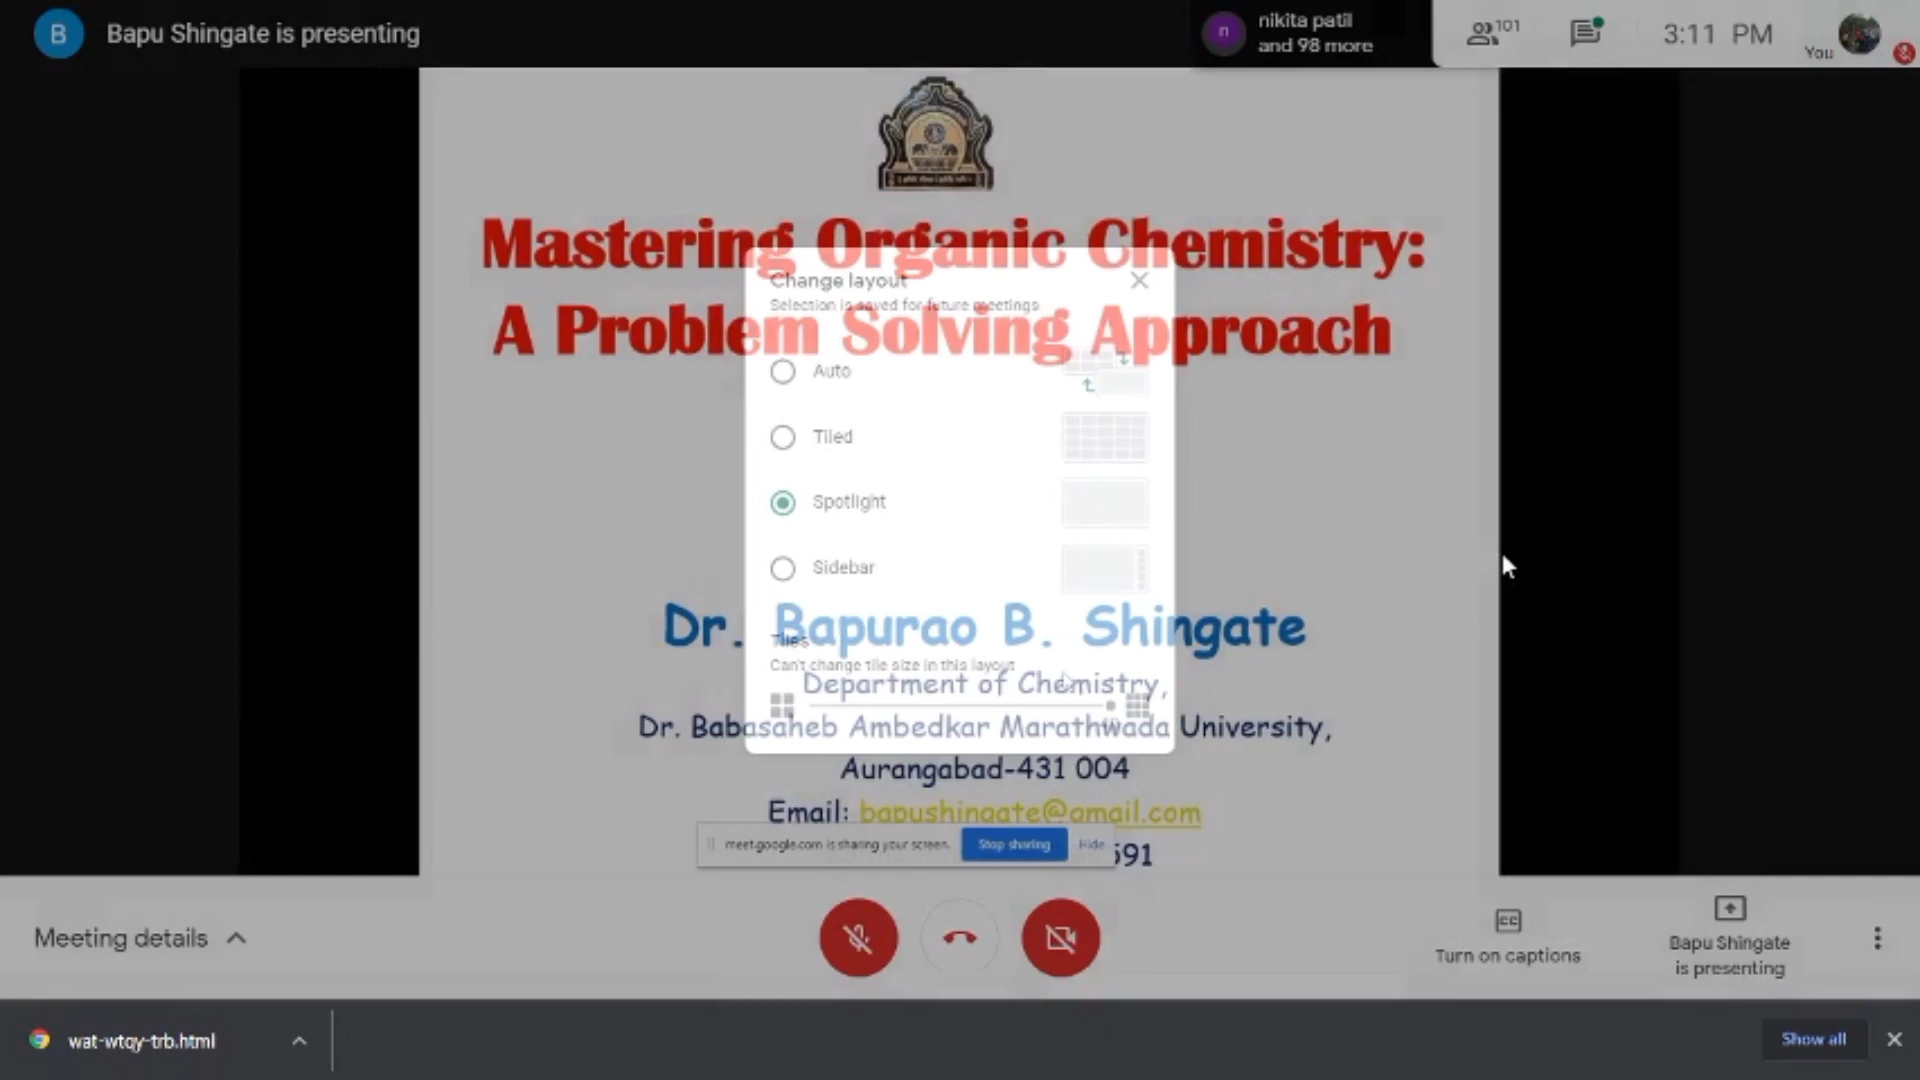 B Bapu Shingate is presenting
n nikita patil
and 98 more
101
3:11 PM
You
Mastering Organic Chemistry:
A Problem Solving Approach
Change layout
Selection is saved for future meetings
Auto
Tiled
Spotlight
Sidebar
Dr. Bapurao B. Shingate
Tiles
Can't change tile size in this layout
Department of Chemistry,
Dr. Babasaheb Ambedkar Marathwada University,
Aurangabad-431 004
Email: bapushingate@gmail.com
meet.google.com is sharing your screen. Stop sharing Hide
591
Meeting details
CC
Turn on captions
Bapu Shingate
is presenting
wat-wtqy-trb.html
Show all